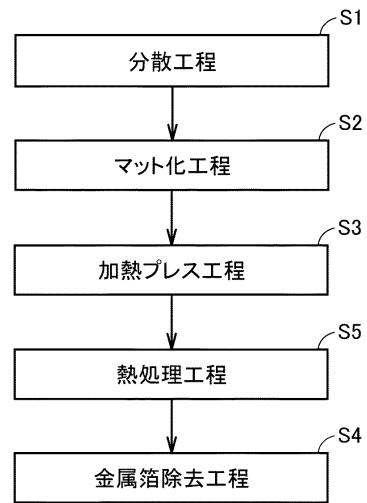 S1
分散工程
S2
マット化工程
S3
加熱プレス工程
S5
熱処理工程
S4
金属箔除去工程